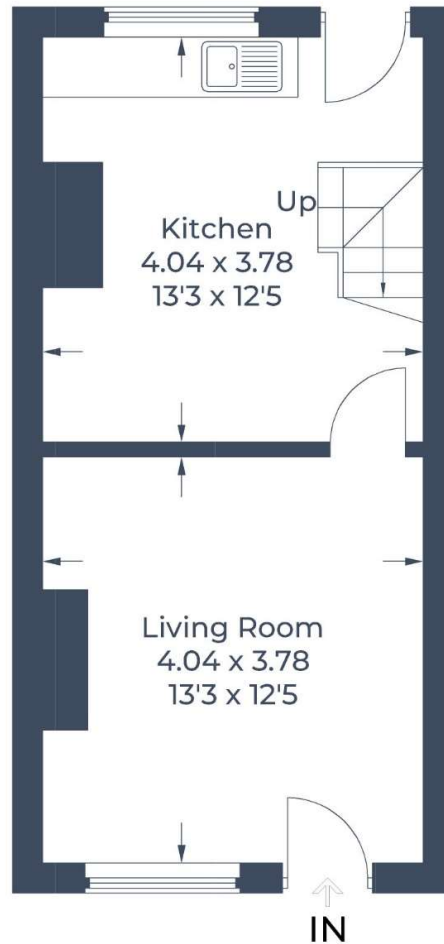 Up
Kitchen
4.04 x 3.78
13'3 x 12'5
Living Room
4.04 x 3.78
13'3 x 12'5
IN